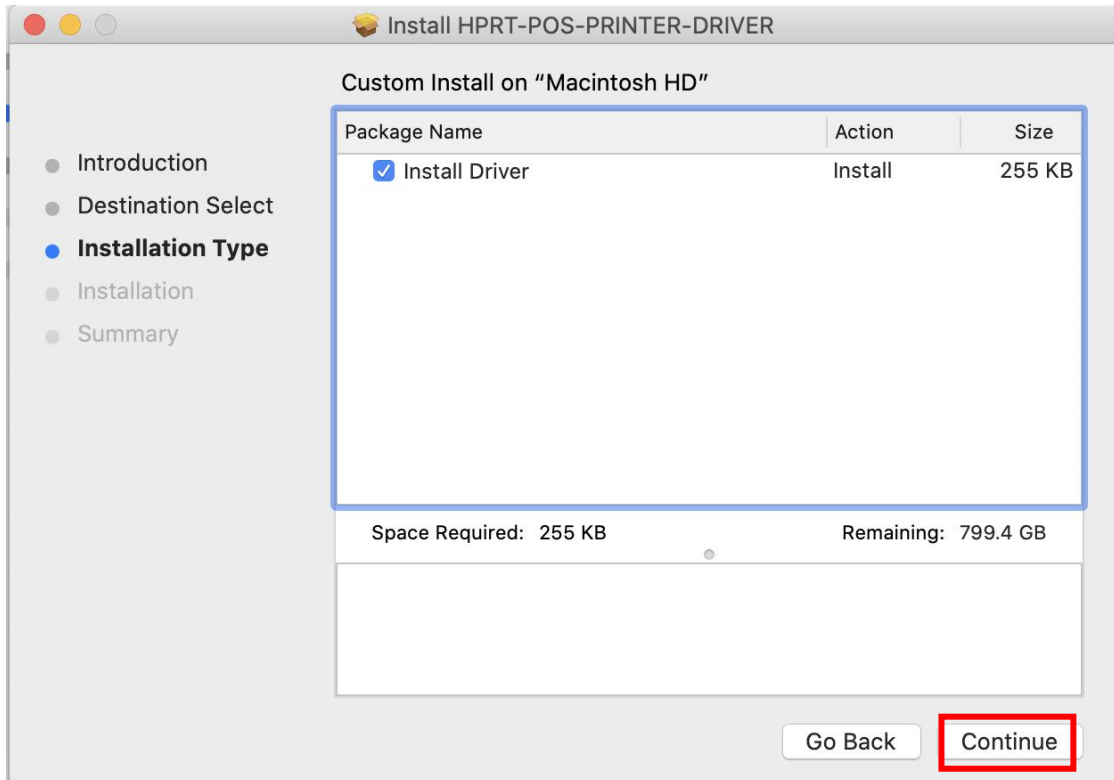 Install HPRT-POS-PRINTER-DRIVER
Custom Install on “Macintosh HD”
Introduction
Destination Select
Installation Type
Installation
Summary
Package Name Action Size
Install Driver Install 255 KB
Space Required: 255 KB Remaining: 799.4 GB
Go Back Continue